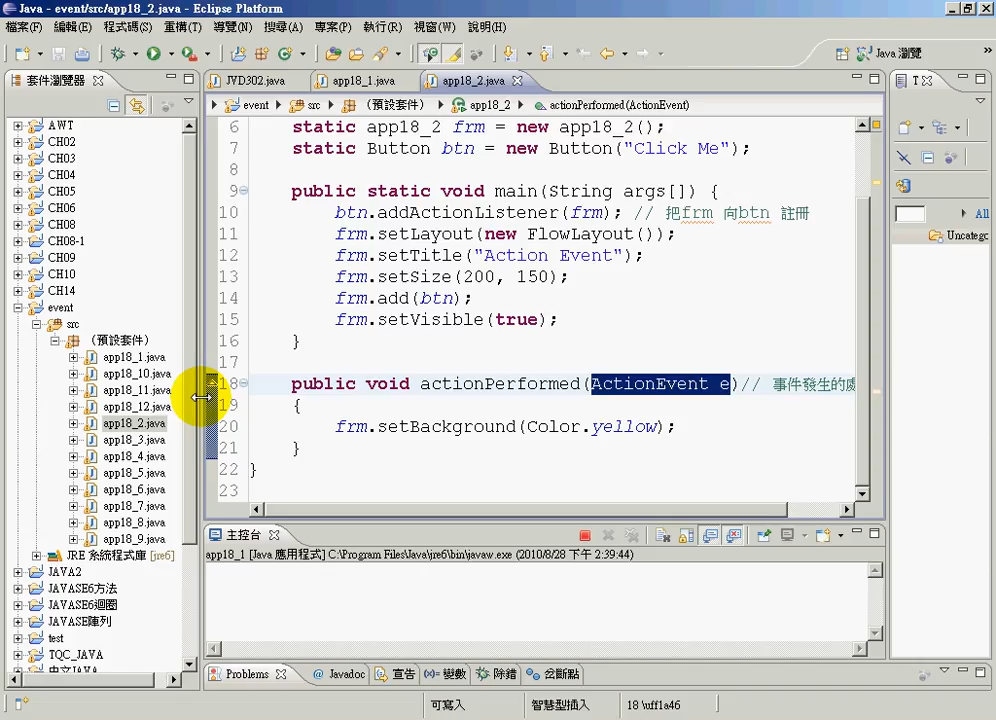 Java - event/src/app18_2.java - Eclipse Platform
檔案(F) 編輯(E) 程式碼(S) 重構(T) 導覽(N) 搜尋(A) 專案(P) 執行(R) 視窗(W) 說明(H)
Java 瀏覽
套件瀏覽器
JVD302.java app18_1.java app18_2.java
event src (預設套件) app18_2 actionPerformed(ActionEvent)
AWT
CH02
CH03
CH04
CH05
CH06
CH08
CH08-1
CH09
CH10
CH14
event
src
(預設套件)
app18_1.java
app18_10.java
app18_11.java
app18_12.java
app18_2.java
app18_3.java
app18_4.java
app18_5.java
app18_6.java
app18_7.java
app18_8.java
app18_9.java
JRE 系統程式庫 [jre6]
JAVA2
JAVASE6方法
JAVASE6迴圈
JAVASE陣列
test
TQC_JAVA
中文JAVA
6 static app18_2 frm = new app18_2();
7 static Button btn = new Button("Click Me");
8
9 public static void main(String args[]) {
10 btn.addActionListener(frm); // 把frm 向btn 註冊
11 frm.setLayout(new FlowLayout());
12 frm.setTitle("Action Event");
13 frm.setSize(200, 150);
14 frm.add(btn);
15 frm.setVisible(true);
16 }
17
18 public void actionPerformed(ActionEvent e)// 事件發生的處
19 {
20 frm.setBackground(Color.yellow);
21 }
22 }
23
All
Uncatego
主控台
app18_1 [Java 應用程式] C:\Program Files\Java\jre6\bin\javaw.exe (2010/8/28 下午 2:39:44)
Problems Javadoc 宣告 變數 除錯 岔斷點
可寫入 智慧型插入 18 \uff1a46